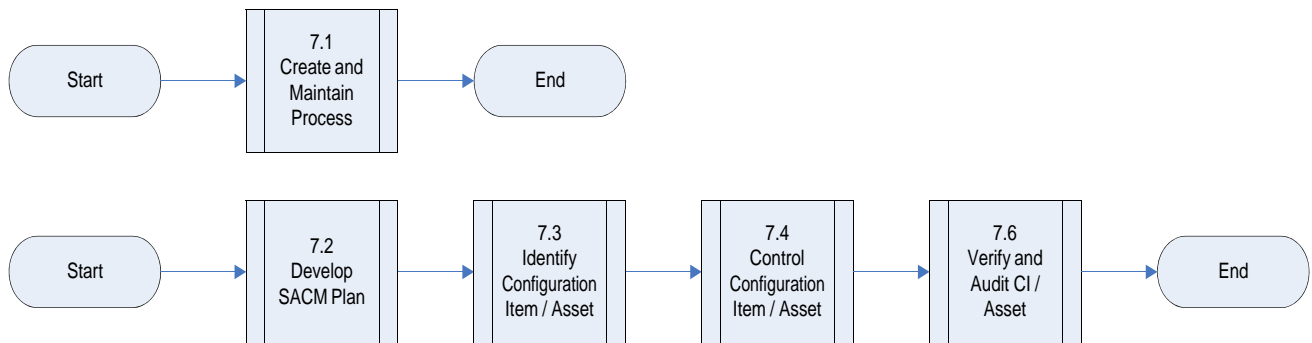 Start
7.1
Create and
Maintain
Process
End
Start
7.2
Develop
SACM Plan
7.3
Identify
Configuration
Item / Asset
7.4
Control
Configuration
Item / Asset
7.6
Verify and
Audit CI /
Asset
End